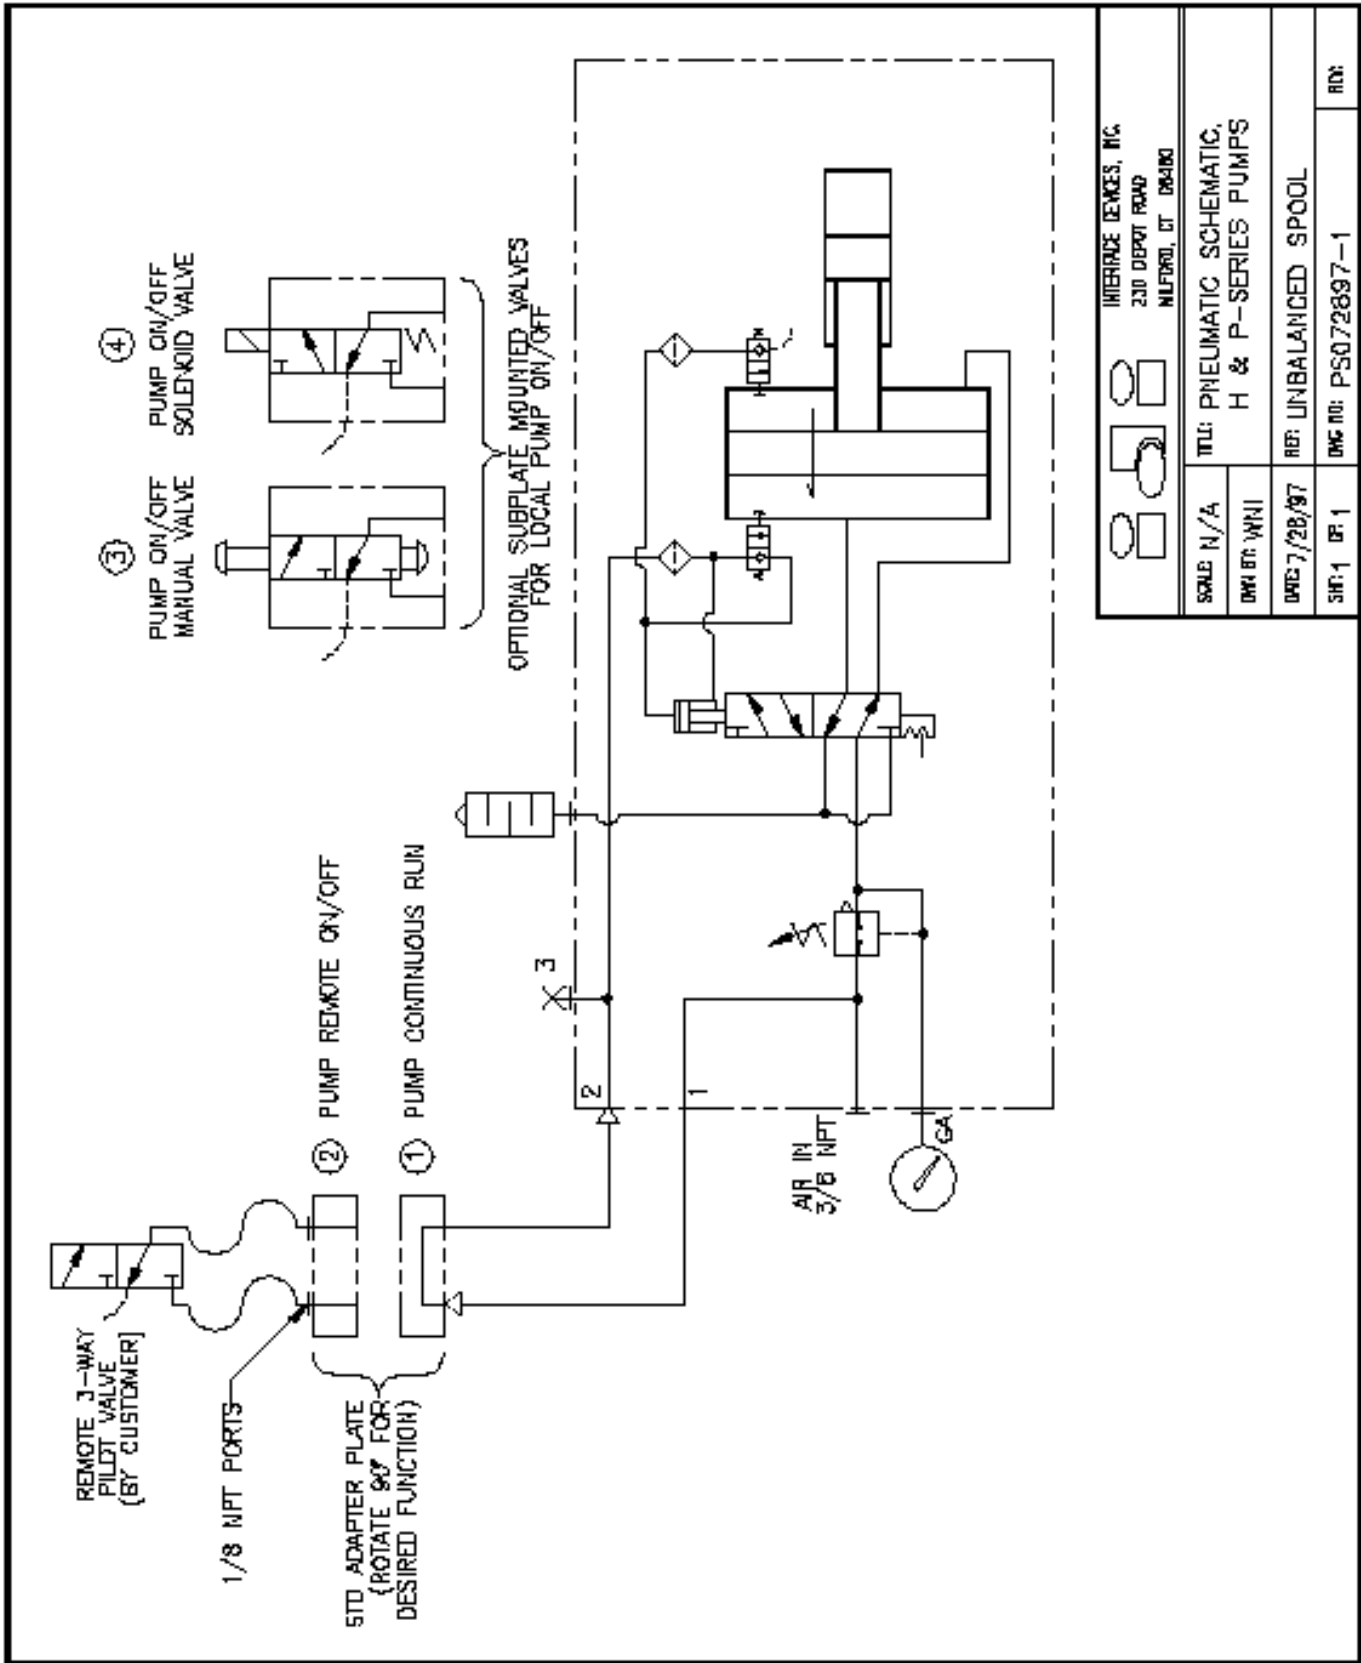 REMOTE 3-WAY
PILOT VALVE
(BY CUSTOMER)
1/8 NPT PORTS
STD ADAPTER PLATE
(ROTATE 90° FOR
DESIRED FUNCTION)
2 PUMP REMOTE ON/OFF
1 PUMP CONTINUOUS RUN
3
PUMP ON/OFF
MANUAL VALVE
4
PUMP ON/OFF
SOLENOID VALVE
OPTIONAL SUBPLATE MOUNTED VALVES
FOR LOCAL PUMP ON/OFF
3
2
1
AIR IN
NPT
GA
INTERFACE DEVICES, INC.
230 DEPOT ROAD
MILFORD, CT 06460
SCALE: N/A
TITLE: PNEUMATIC SCHEMATIC,
H & P-SERIES PUMPS
DWN BY: WNI
DATE: 7/28/97
REF: UNBALANCED SPOOL
SHT: 1 OF: 1
DWG NO: PS072897-1
REV: